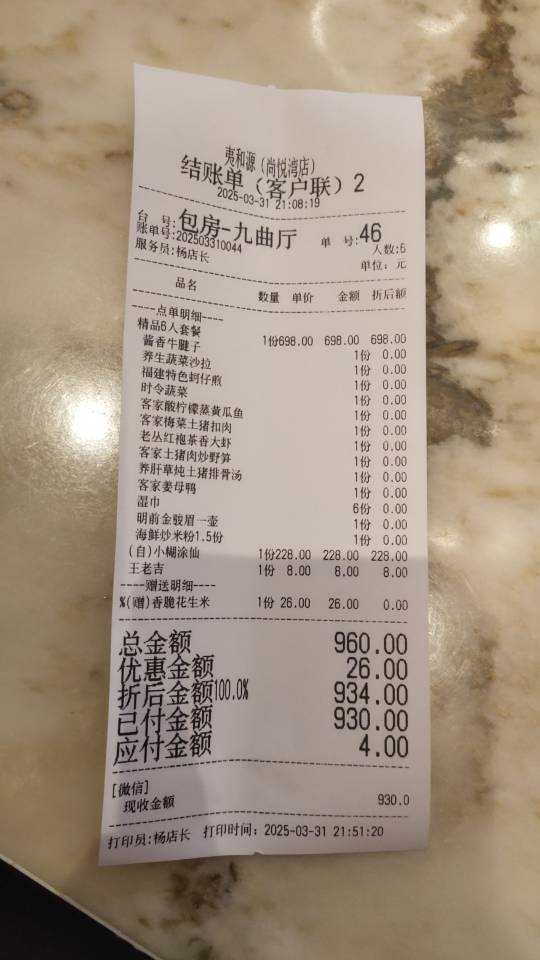 夷和源（尚悦湾店）
结账单（客户联）2
2025-03-31 21:08:19
台 号:包房-九曲厅 单 号:46
账单号:202503310044 人数:6
服务员:杨店长 单位: 元
品名 数量 单价 金额 折后额
----点单明细----
精品6人套餐 1份698.00 698.00 698.00
酱香牛腱子 1份 0.00
养生蔬菜沙拉 1份 0.00
福建特色蚵仔煎 1份 0.00
时令蔬菜 1份 0.00
客家酸柠檬蒸黄瓜鱼 1份 0.00
客家梅菜土猪扣肉 1份 0.00
老丛红袍茶香大虾 1份 0.00
客家土猪肉炒野笋 1份 0.00
养肝草炖土猪排骨汤 1份 0.00
客家姜母鸭 1份 0.00
湿巾 6份 0.00
明前金骏眉一壶 1份 0.00
海鲜炒米粉1.5份 1份 0.00
(自)小糊涂仙 1份228.00 228.00 228.00
王老吉 1份 8.00 8.00 8.00
----赠送明细----
%(赠)香脆花生米 1份 26.00 26.00 0.00
总金额 960.00
优惠金额 26.00
折后金额100.0% 934.00
已付金额 930.00
应付金额 4.00
[微信]
现收金额 930.0
打印员:杨店长 打印时间: 2025-03-31 21:51:20